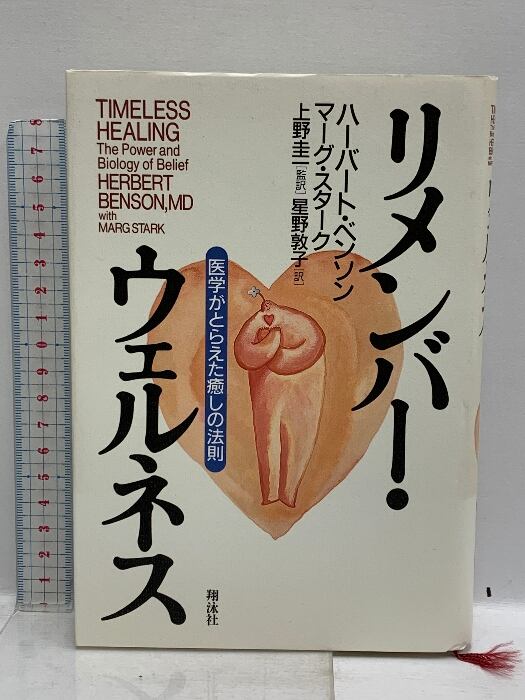 TIMELESS
HEALING
The Power and
Biology of Belief
HERBERT
BENSON,MD
with
MARG STARK
リメンバー・
ウェルネス
ハーバート・ベンソン
マーグ・スターク
上野圭一[監訳]星野敦子[訳]
医学がとらえた癒しの法則
翔泳社